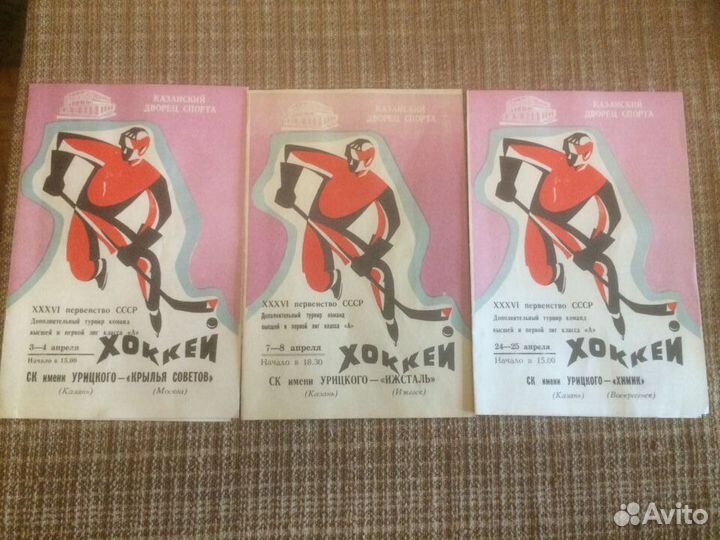 КАЗАНСКИЙ
ДВОРЕЦ СПОРТА
XXXVI первенство СССР
Дополнительный турнир команд
высшей и первой лиг класса «А»
3—4 апреля
Начало в 15.00
ХОККЕЙ
СК имени УРИЦКОГО—«КРЫЛЬЯ СОВЕТОВ»
(Казань) (Москва)
КАЗАНСКИЙ
ДВОРЕЦ СПОРТА
XXXVI первенство СССР
Дополнительный турнир команд
высшей и первой лиг класса «А»
7—8 апреля
Начало в 18.30
ХОККЕЙ
СК имени УРИЦКОГО—«ИЖСТАЛЬ»
(Казань) (Ижевск)
КАЗАНСКИЙ
ДВОРЕЦ СПОРТА
XXXVI первенство СССР
Дополнительный турнир команд
высшей и первой лиг класса «А»
24—25 апреля
Начало в 15.00
ХОККЕЙ
СК имени УРИЦКОГО—«ХИМИК»
(Казань) (Воскресенск)
Avito